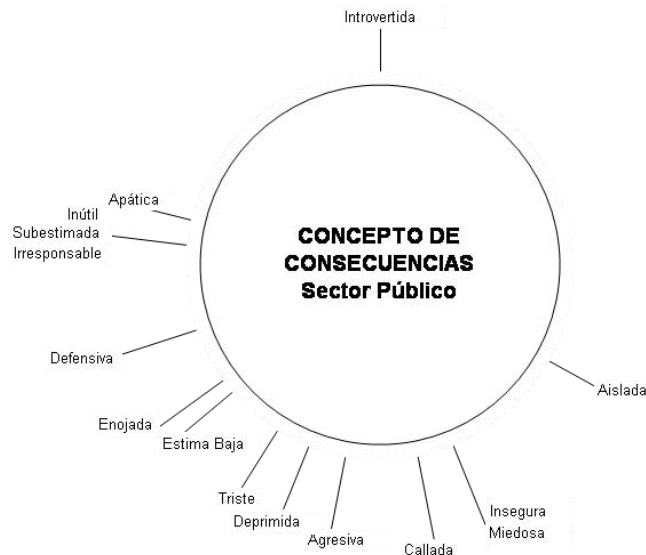 Introvertida
Apática
Inútil
Subestimada
Irresponsable
CONCEPTO DE
CONSECUENCIAS
Sector Público
Defensiva
Aislada
Enojada
Estima Baja
Triste
Deprimida
Agresiva
Callada
Insegura
Miedosa